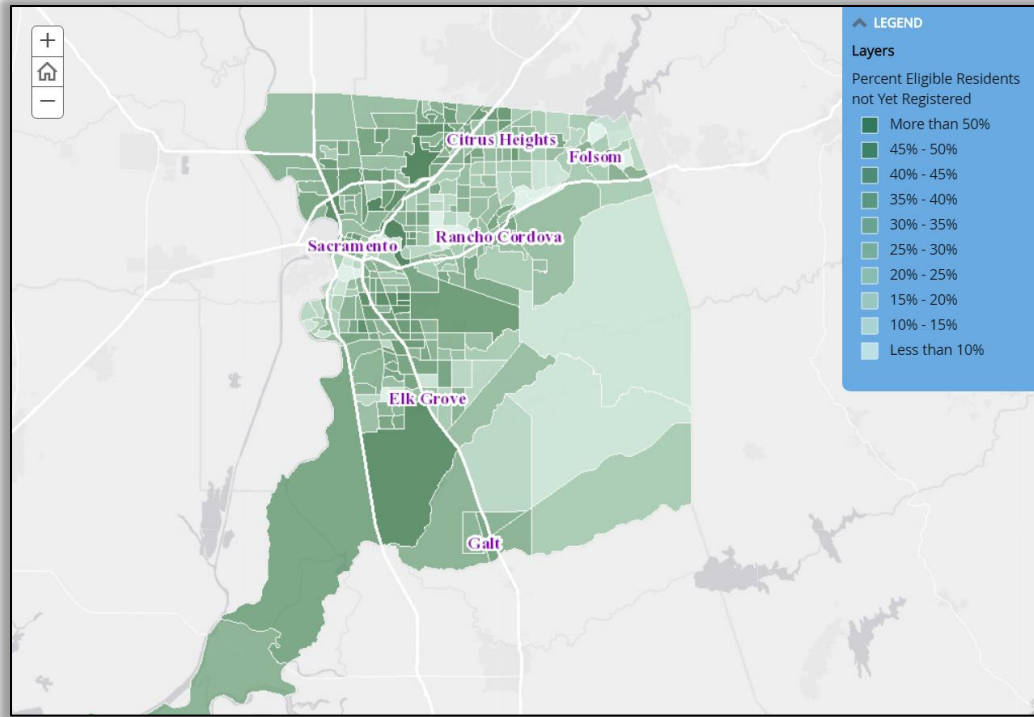 +
−
LEGEND
Layers
Percent Eligible Residents
not Yet Registered
More than 50%
45% - 50%
40% - 45%
35% - 40%
30% - 35%
25% - 30%
20% - 25%
15% - 20%
10% - 15%
Less than 10%
Citrus Heights
Folsom
Sacramento
Rancho Cordova
Elk Grove
Galt